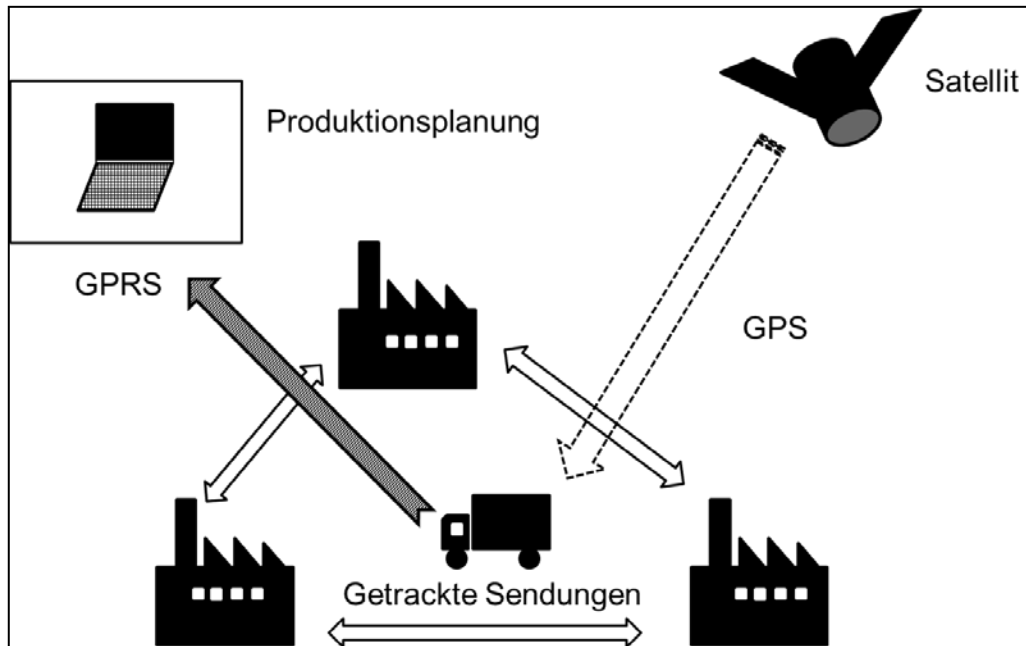 Satellit
Produktionsplanung
GPRS
GPS
Getrackte Sendungen